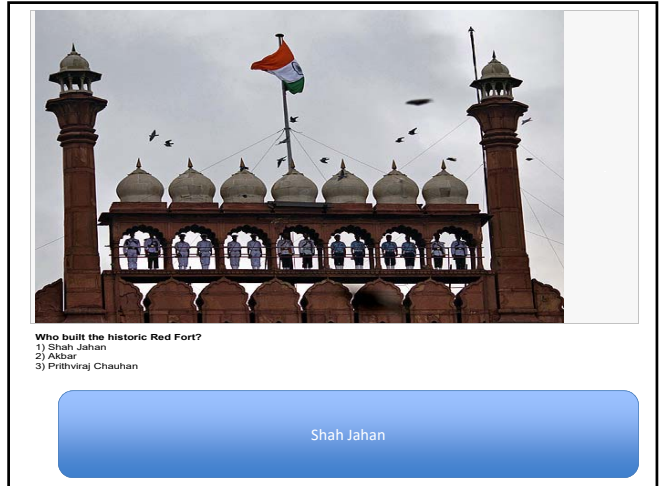 Who built the historic Red Fort?
1) Shah Jahan
2) Akbar
3) Prithviraj Chauhan
Shah Jahan